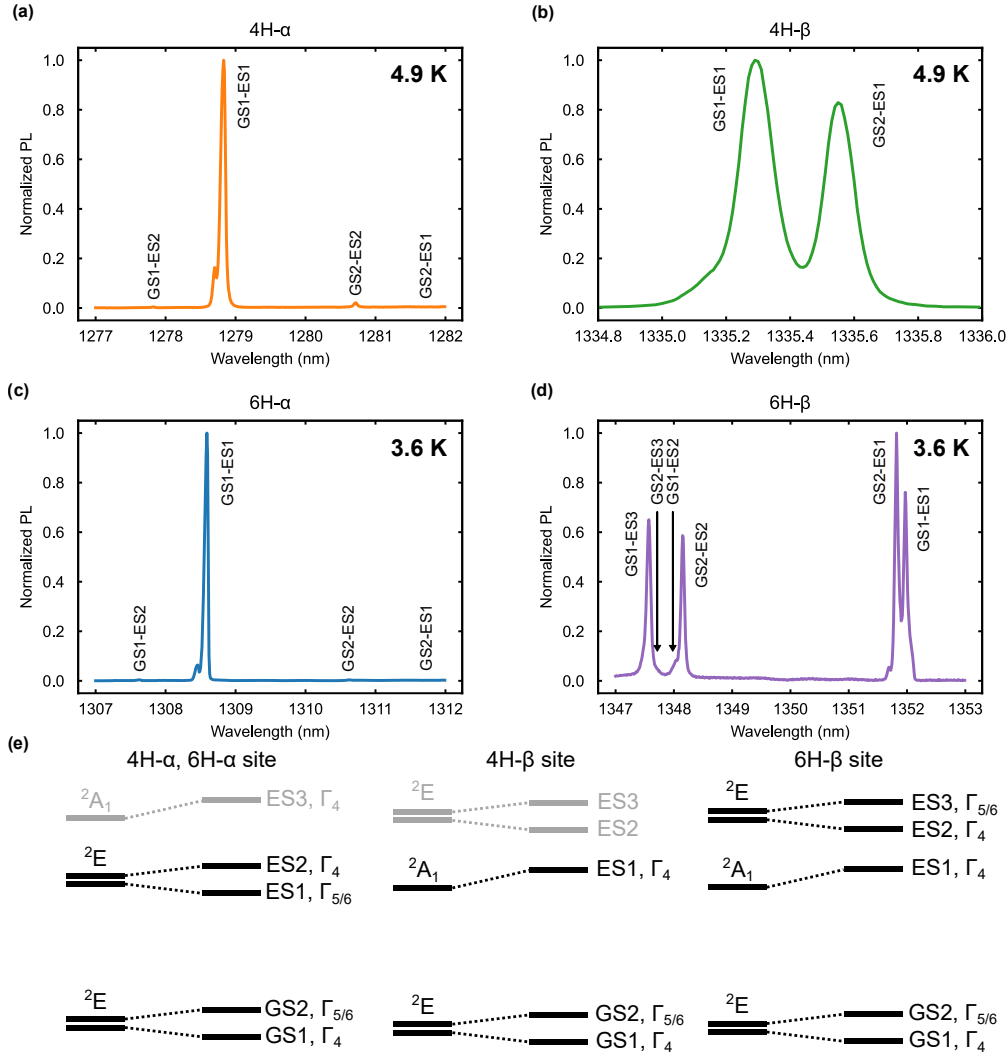 (a)
4H-α
4.9 K
GS1-ES1
GS1-ES2
GS2-ES2
GS2-ES1
Normalized PL
1.0
0.8
0.6
0.4
0.2
0.0
1277 1278 1279 1280 1281 1282
Wavelength (nm)
(b)
4H-β
4.9 K
GS1-ES1
GS2-ES1
Normalized PL
1.0
0.8
0.6
0.4
0.2
0.0
1334.8 1335.0 1335.2 1335.4 1335.6 1335.8 1336.0
Wavelength (nm)
(c)
6H-α
3.6 K
GS1-ES1
GS1-ES2
GS2-ES2
GS2-ES1
Normalized PL
1.0
0.8
0.6
0.4
0.2
0.0
1307 1308 1309 1310 1311 1312
Wavelength (nm)
(d)
6H-β
3.6 K
GS1-ES3
GS2-ES3
GS1-ES2
GS2-ES2
GS2-ES1
GS1-ES1
Normalized PL
1.0
0.8
0.6
0.4
0.2
0.0
1347 1348 1349 1350 1351 1352 1353
Wavelength (nm)
(e)
4H-α, 6H-α site
²A₁
ES3, Γ₄
²E
ES2, Γ₄
ES1, Γ₅/₆
²E
GS2, Γ₅/₆
GS1, Γ₄
4H-β site
²E
ES3
ES2
²A₁
ES1, Γ₄
²E
GS2, Γ₅/₆
GS1, Γ₄
6H-β site
²E
ES3, Γ₅/₆
ES2, Γ₄
²A₁
ES1, Γ₄
²E
GS2, Γ₅/₆
GS1, Γ₄